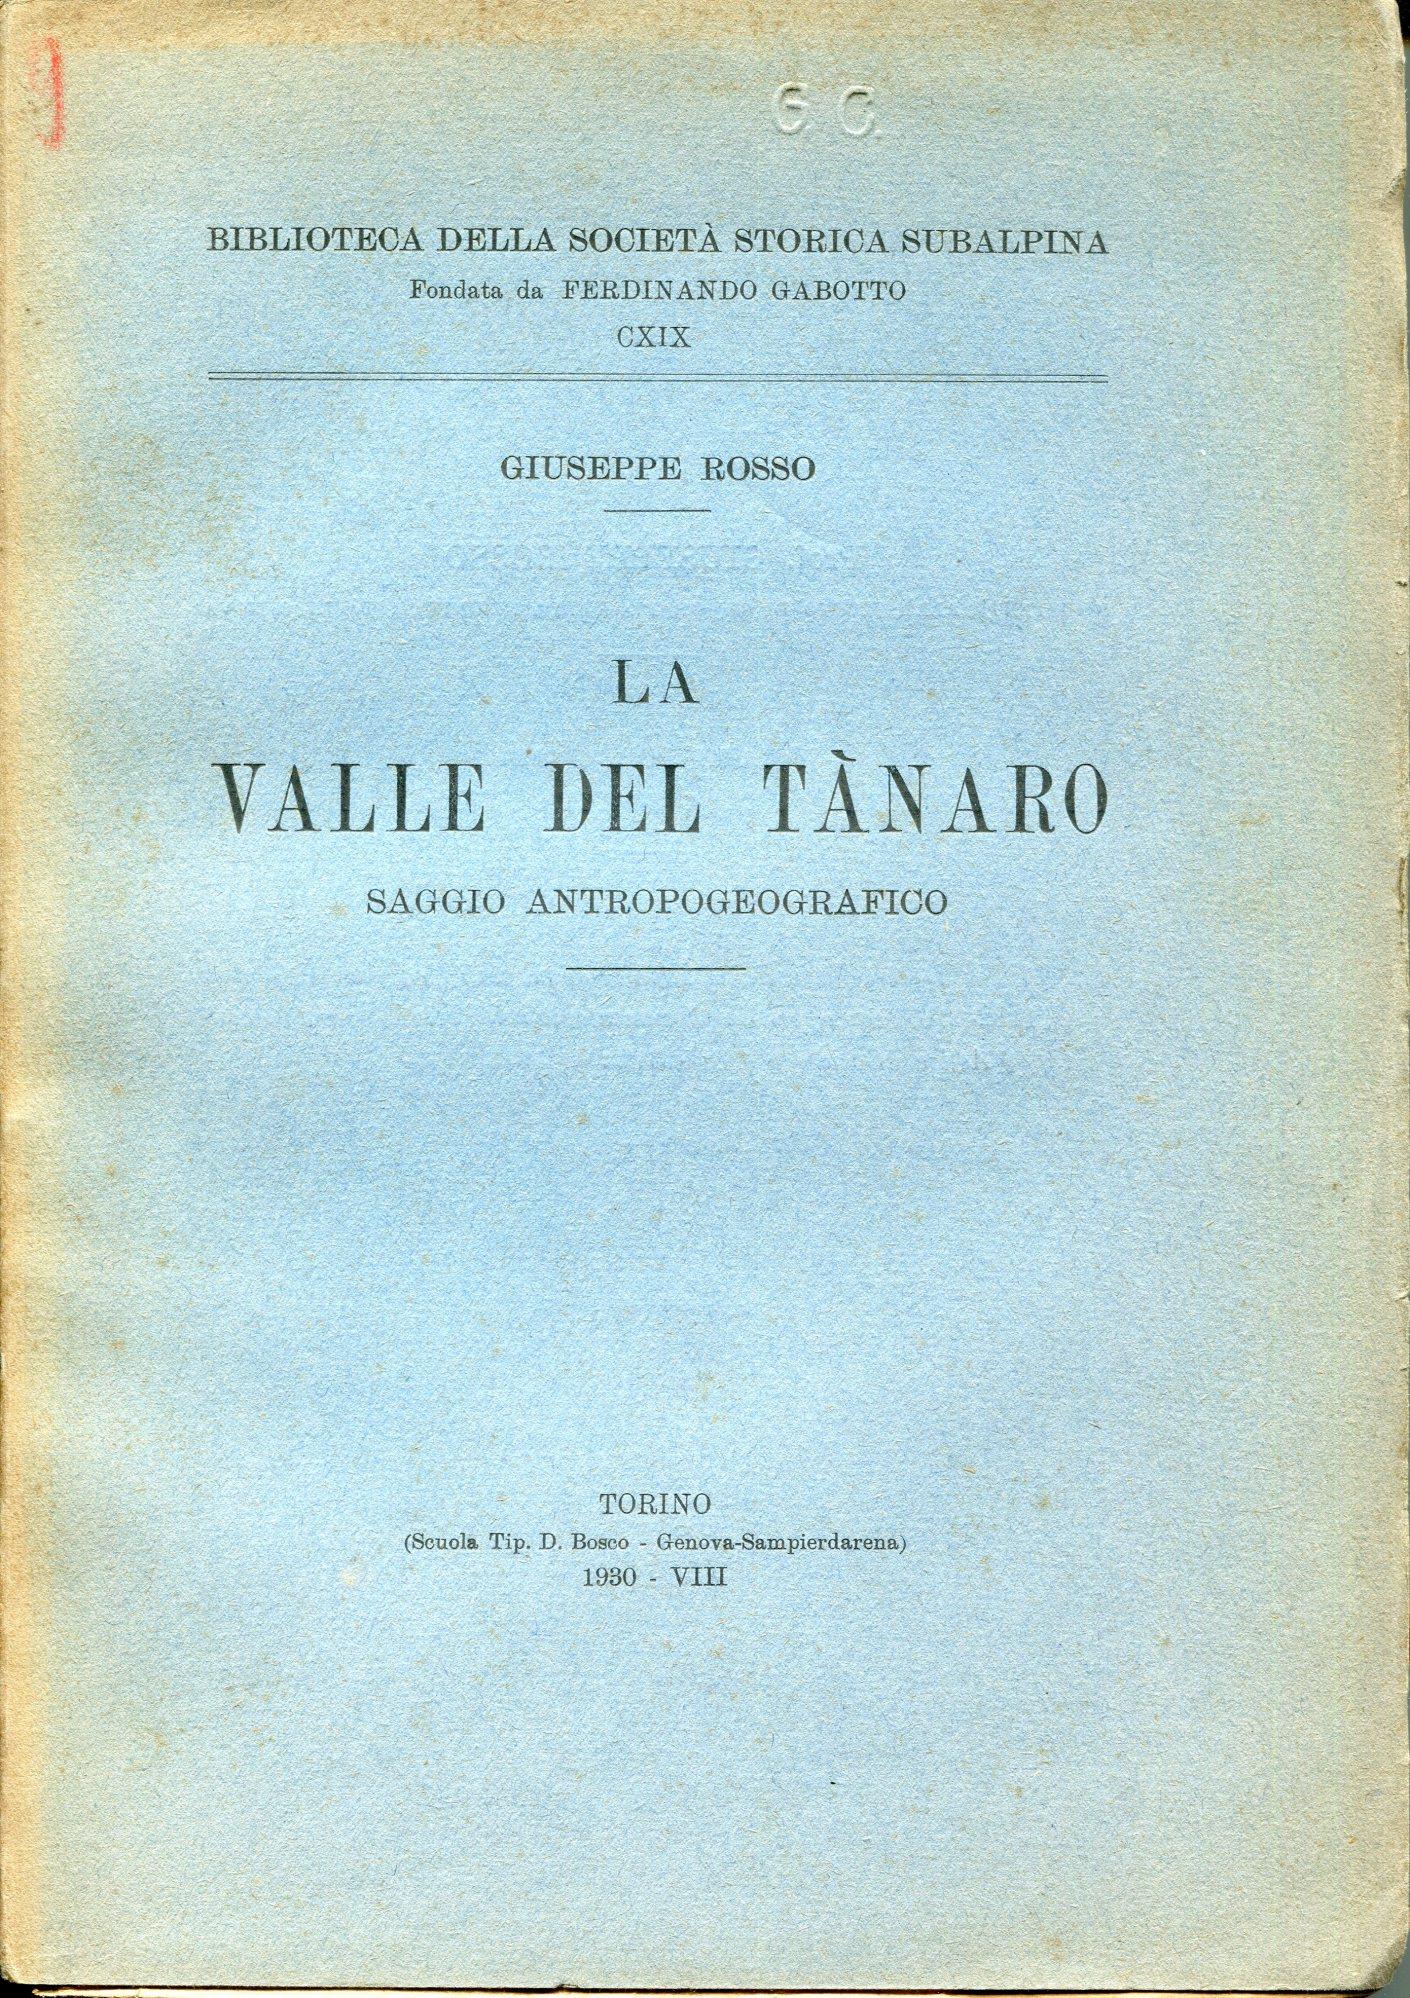 G C.
BIBLIOTECA DELLA SOCIETÀ STORICA SUBALPINA
Fondata da FERDINANDO GABOTTO
CXIX
GIUSEPPE ROSSO
LA
VALLE DEL TÀNARO
SAGGIO ANTROPOGEOGRAFICO
TORINO
(Scuola Tip. D. Bosco - Genova-Sampierdarena)
1930 - VIII